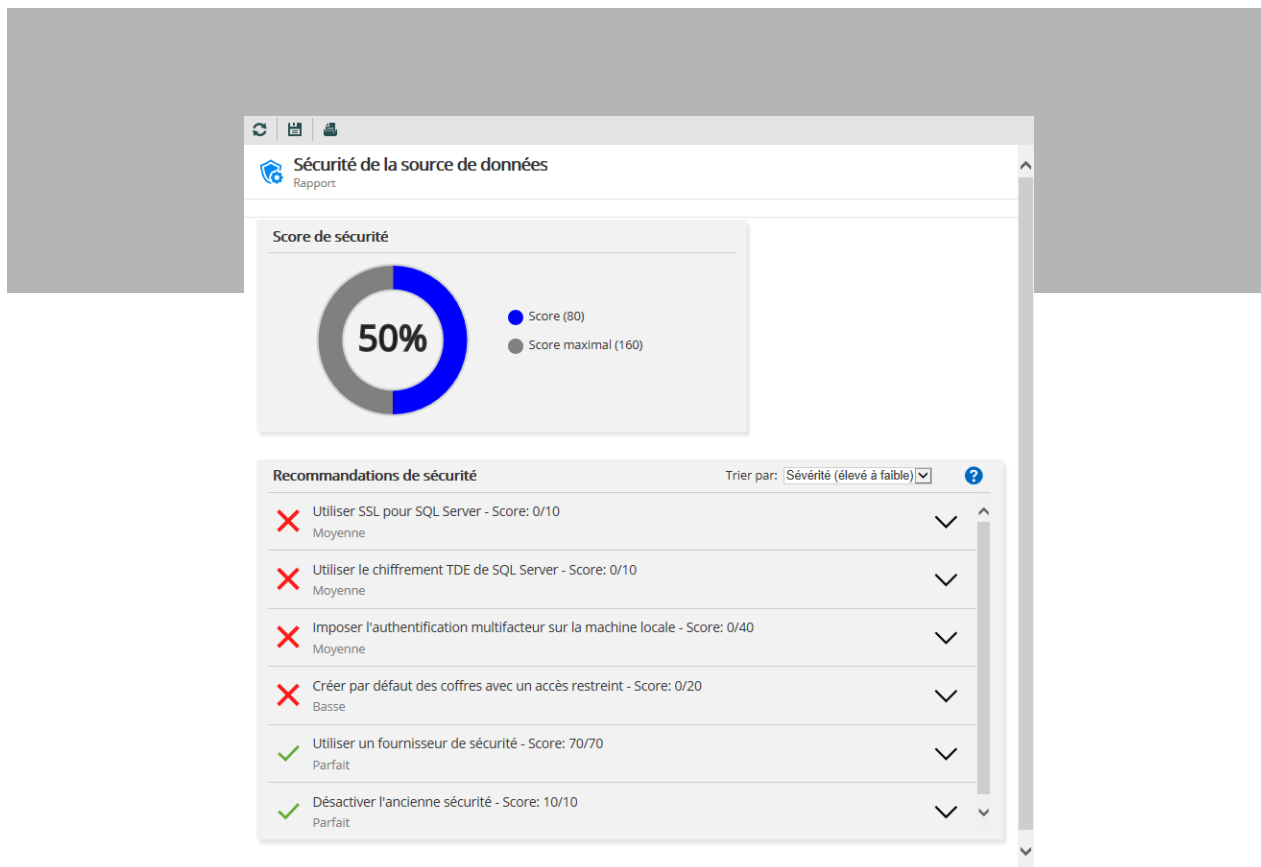 Sécurité de la source de données
Rapport
Score de sécurité
50%
Score (80)
Score maximal (160)
Recommandations de sécurité
Trier par: Sévérité (élevé à faible)
?
Utiliser SSL pour SQL Server - Score: 0/10
Moyenne
Utiliser le chiffrement TDE de SQL Server - Score: 0/10
Moyenne
Imposer l'authentification multifacteur sur la machine locale - Score: 0/40
Moyenne
Créer par défaut des coffres avec un accès restreint - Score: 0/20
Basse
Utiliser un fournisseur de sécurité - Score: 70/70
Parfait
Désactiver l'ancienne sécurité - Score: 10/10
Parfait